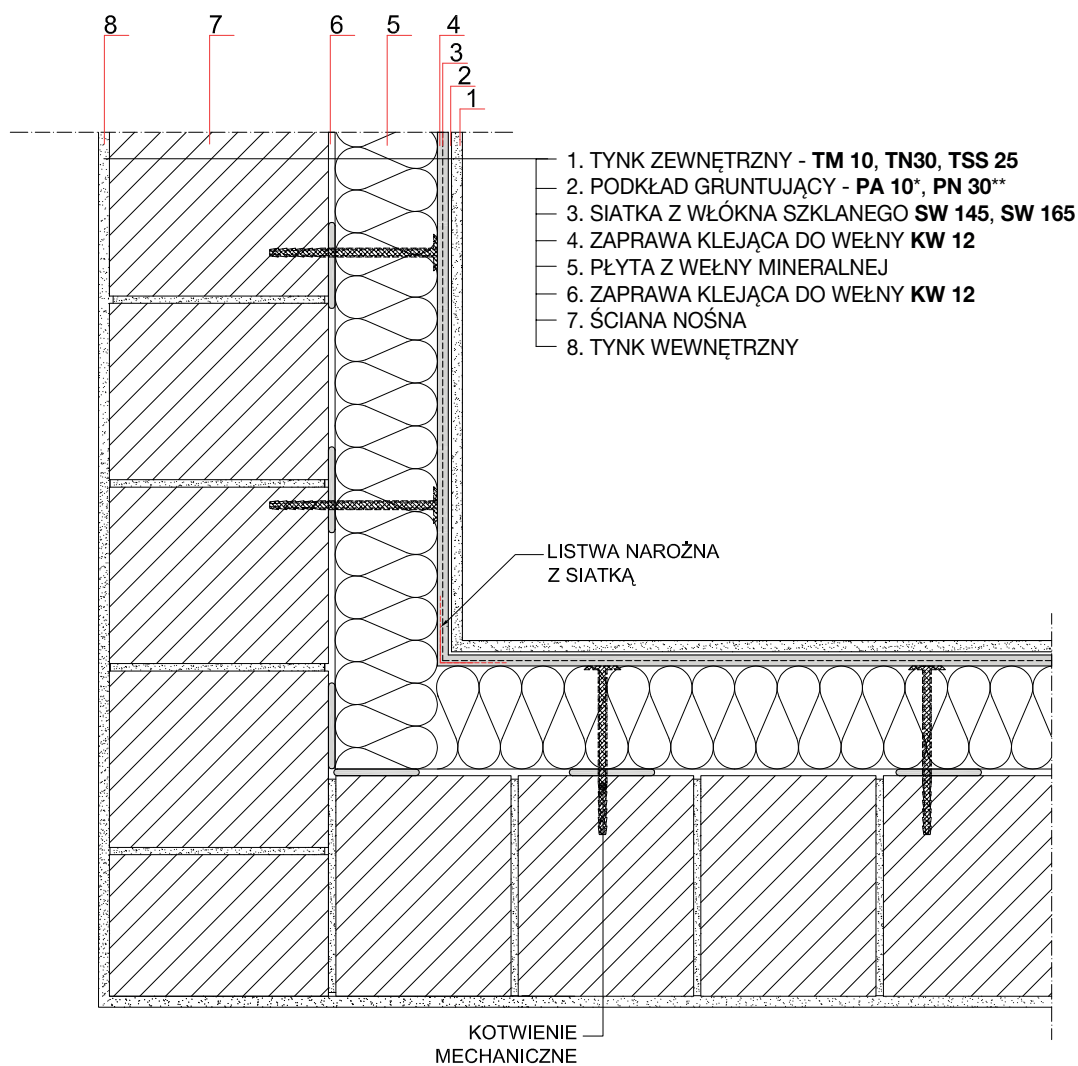 8 7 6 5 4
3
2
1
1. TYNK ZEWNĘTRZNY - TM 10, TN30, TSS 25
2. PODKŁAD GRUNTUJĄCY - PA 10*, PN 30**
3. SIATKA Z WŁÓKNA SZKLANEGO SW 145, SW 165
4. ZAPRAWA KLEJĄCA DO WEŁNY KW 12
5. PŁYTA Z WEŁNY MINERALNEJ
6. ZAPRAWA KLEJĄCA DO WEŁNY KW 12
7. ŚCIANA NOŚNA
8. TYNK WEWNĘTRZNY
LISTWA NAROŻNA
Z SIATKĄ
KOTWIENIE
MECHANICZNE